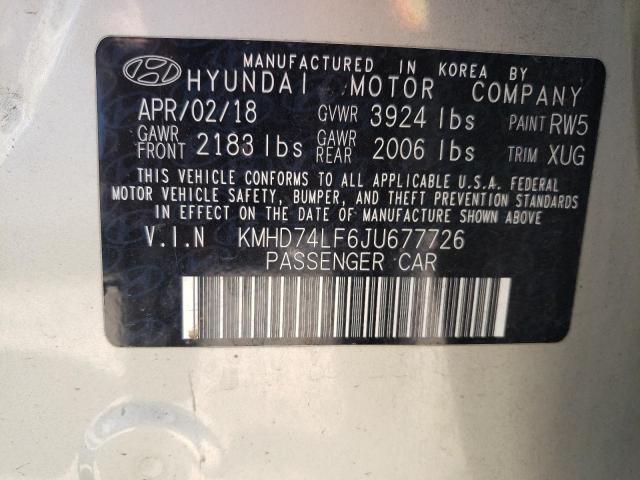 MANUFACTURED IN KOREA BY
HYUNDAI MOTOR COMPANY
APR/02/18 GVWR 3924 lbs PAINT RW5
GAWR FRONT 2183 lbs GAWR REAR 2006 lbs TRIM XUG
THIS VEHICLE CONFORMS TO ALL APPLICABLE U.S.A. FEDERAL
MOTOR VEHICLE SAFETY, BUMPER, AND THEFT PREVENTION STANDARDS
IN EFFECT ON THE DATE OF MANUFACTURE SHOWN ABOVE.
V.I.N KMHD74LF6JU677726
PASSENGER CAR